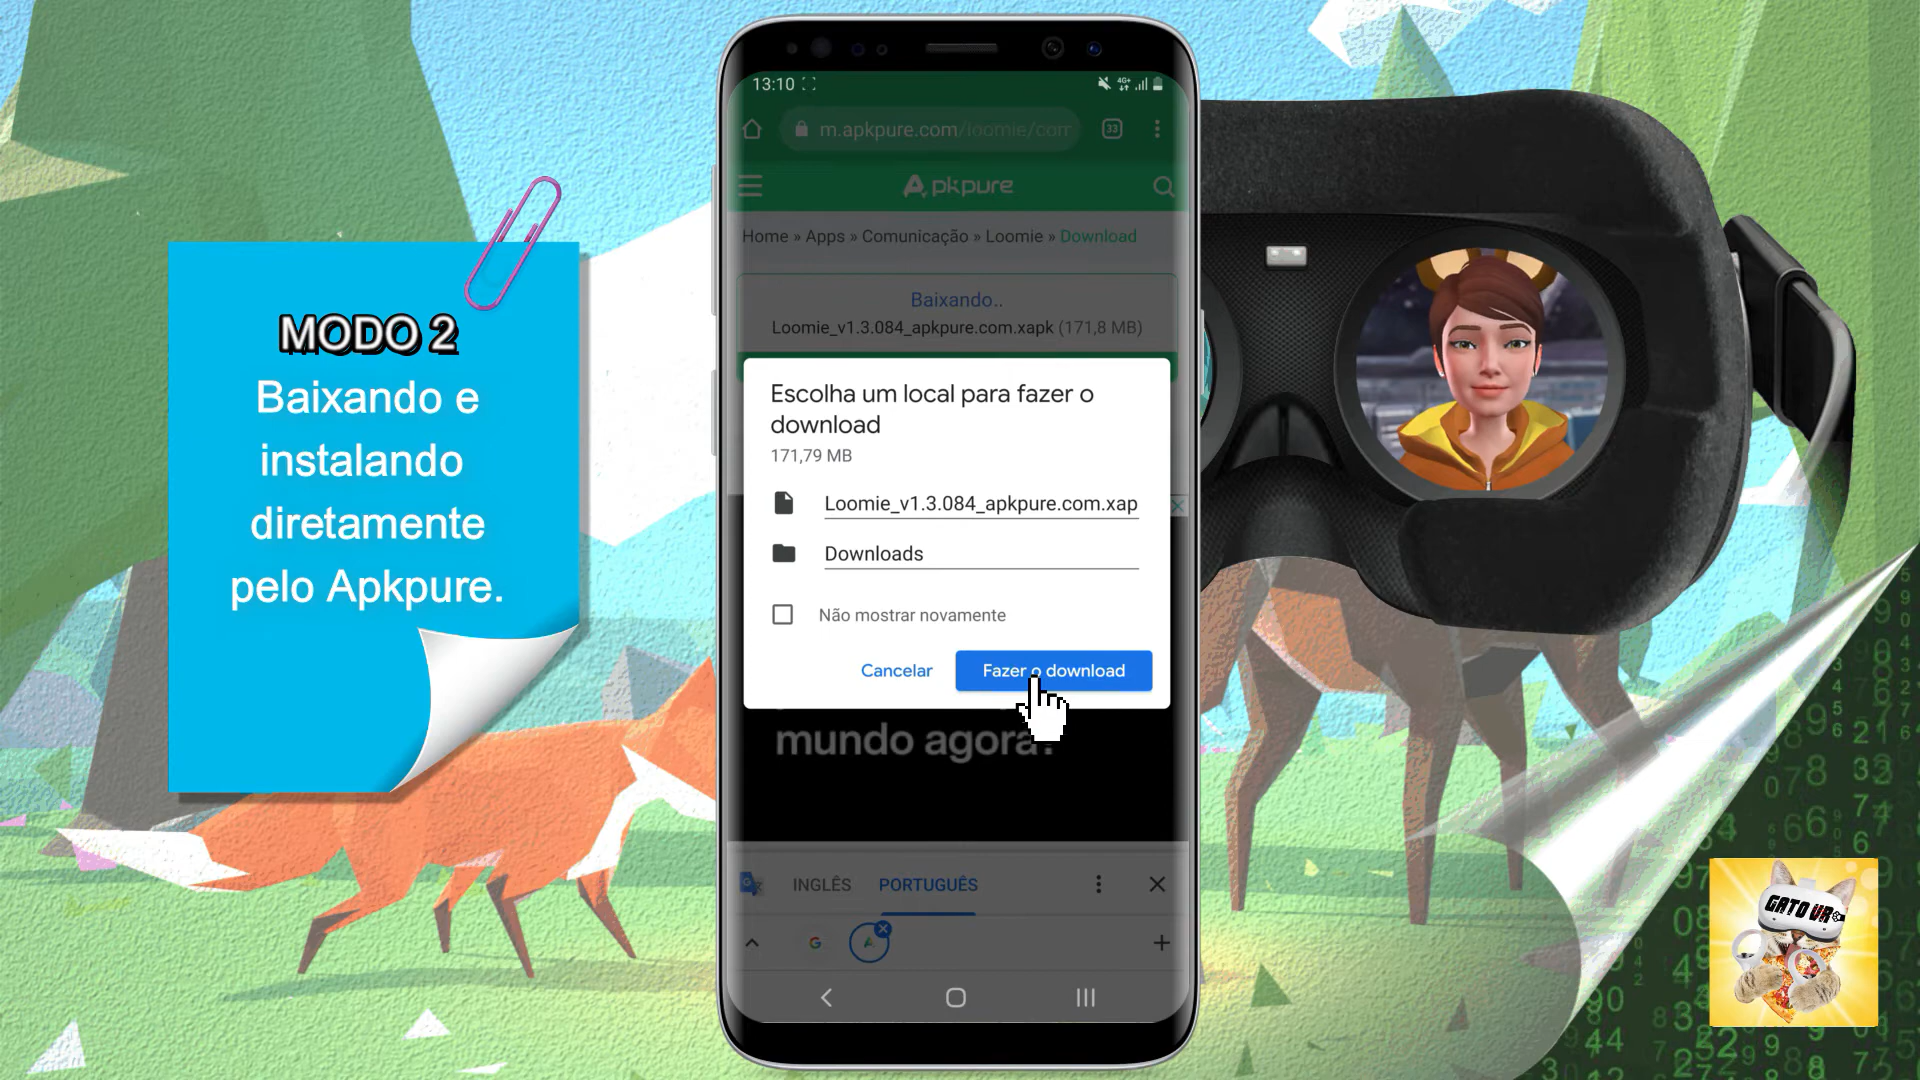 MODO 2
Baixando e
instalando
diretamente
pelo Apkpure.
13:10
4G+
m.apkpure.com/loomie/com
33
Apkpure
Home » Apps » Comunicação » Loomie » Download
Baixando..
Loomie_v1.3.084_apkpure.com.xapk (171,8 MB)
Escolha um local para fazer o
download
171,79 MB
Loomie_v1.3.084_apkpure.com.xap
Downloads
Não mostrar novamente
Cancelar Fazer o download
mundo agora?
INGLÊS PORTUGUÊS
GATO VR